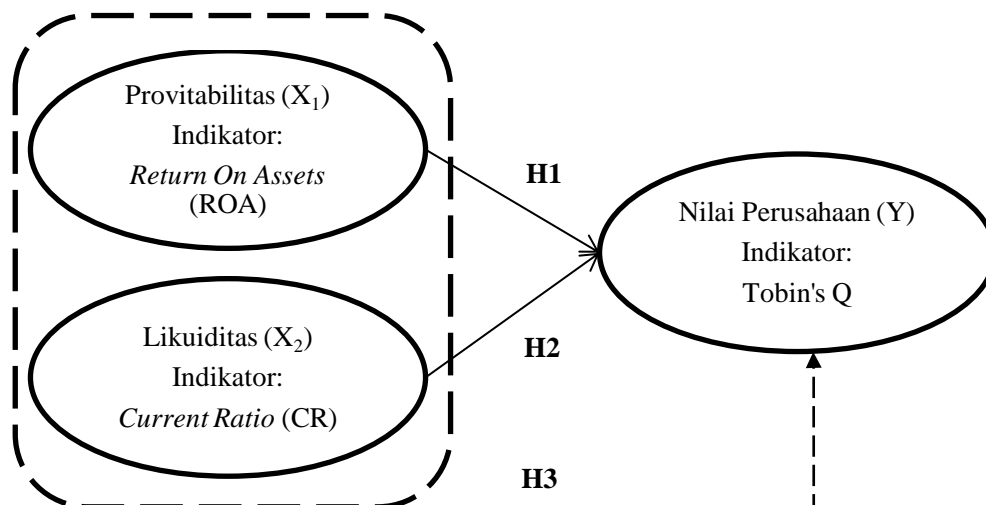 Provitabilitas (X₁)
Indikator:
Return On Assets
(ROA)
H1
Nilai Perusahaan (Y)
Indikator:
Tobin's Q
Likuiditas (X₂)
Indikator:
Current Ratio (CR)
H2
H3